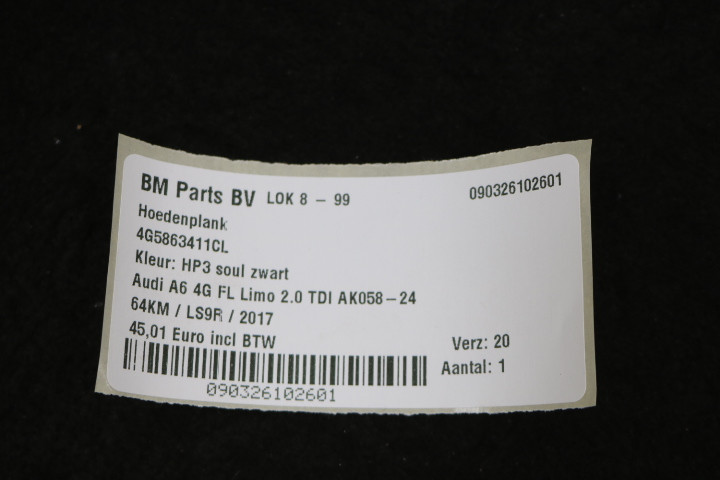 BM Parts BV LOK 8 - 99 090326102601
Hoedenplank
4G5863411CL
Kleur: HP3 soul zwart
Audi A6 4G FL Limo 2.0 TDI AK058-24
64KM / LS9R / 2017
45,01 Euro incl BTW Verz: 20
Aantal: 1
090326102601